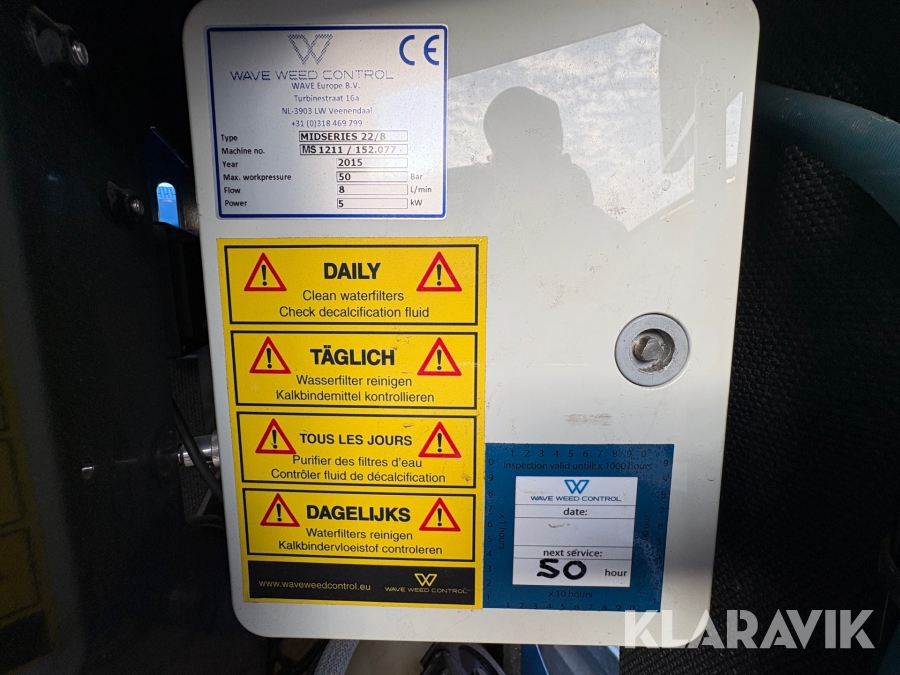 WAVE WEED CONTROL
CE
WAVE Europe B.V.
Turbinestraat 16a
NL-3903 LW Veenendaal
+31 (0)318 469 799
Type MIDSERIES 22/8
Machine no. MS 1211 / 152.077
Year 2015
Max. workpressure 50 Bar
Flow 8 L/min
Power 5 kW
DAILY
Clean waterfilters
Check decalcification fluid
TÄGLICH
Wasserfilter reinigen
Kalkbindemittel kontrollieren
TOUS LES JOURS
Purifier des filtres d'eau
Contrôler fluid de décalcification
DAGELIJKS
Waterfilters reinigen
Kalkbindervloeistof controleren
www.waveweedcontrol.eu WAVE WEED CONTROL
1 2 3 4 5 6 7 8 9 0
Inspection valid until: x 1000 hours
WAVE WEED CONTROL
date:
next service:
50 hour
x 10 hours
KLARAVIK